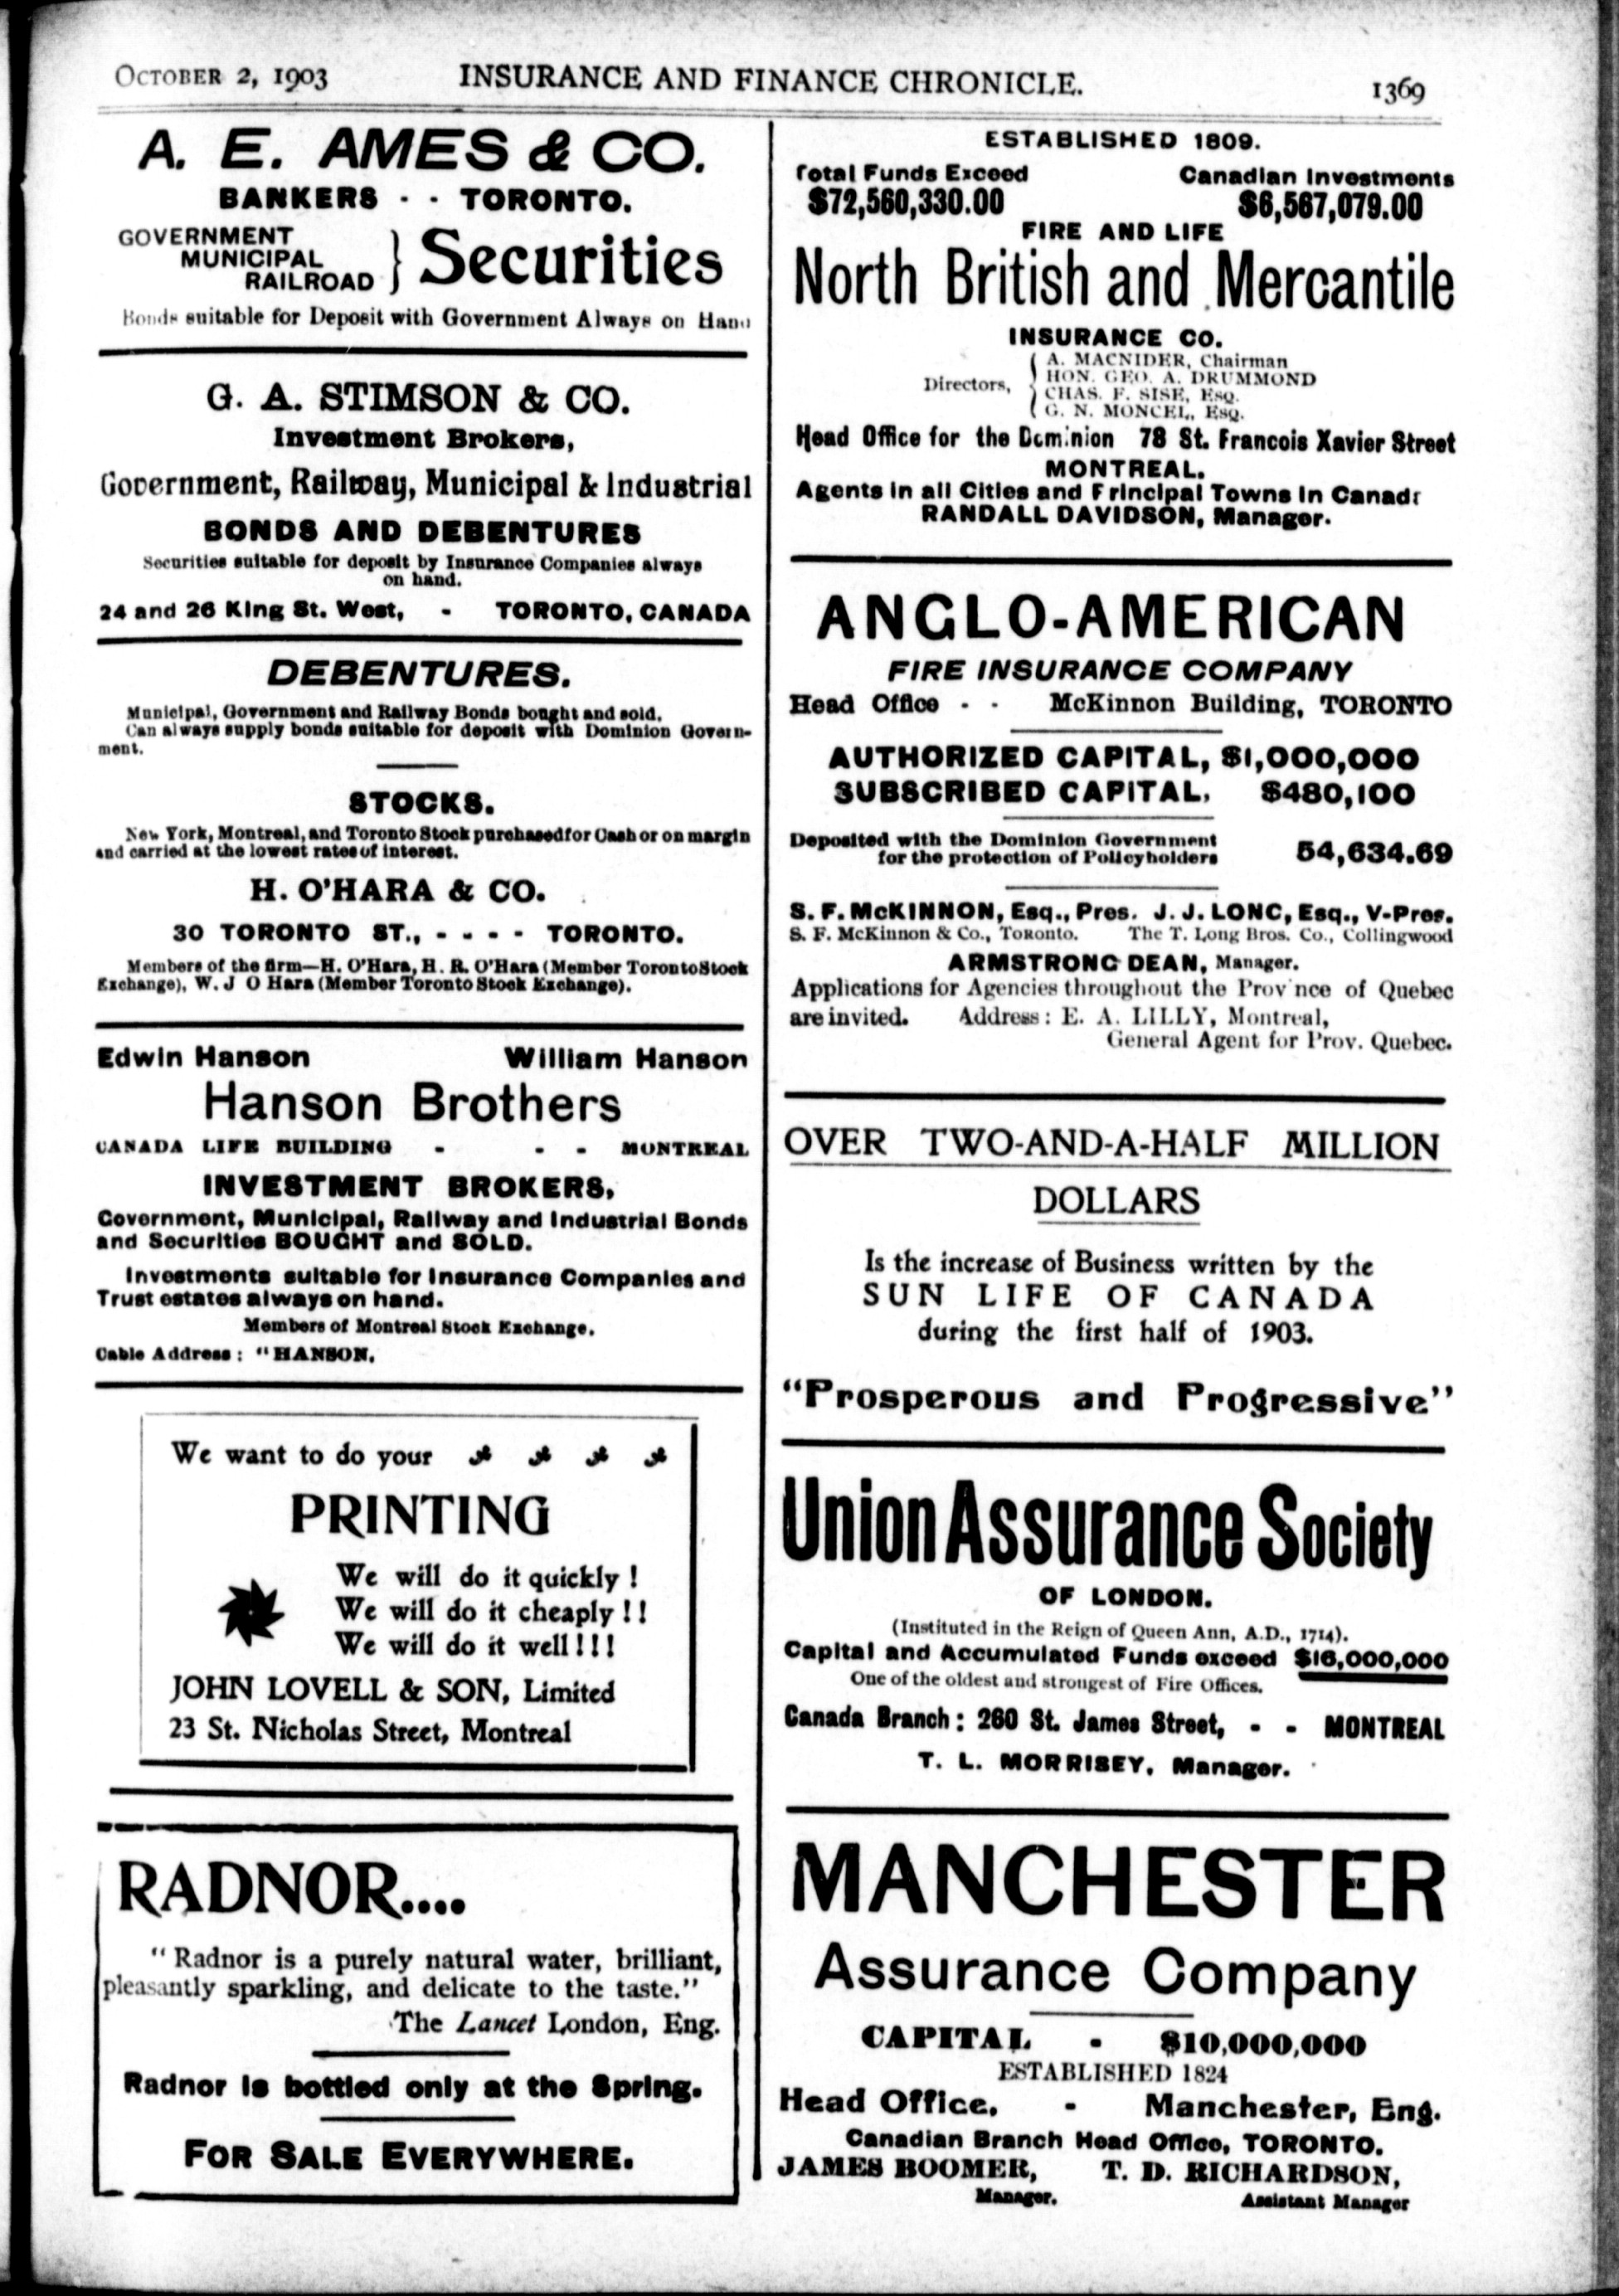 OCTOBER 2, 1903 INSURANCE AND FINANCE CHRONICLE. 1369
A. E. AMES & CO.
BANKERS - - TORONTO.
GOVERNMENT
MUNICIPAL
RAILROAD } Securities
Bonds suitable for Deposit with Government Always on Hand
G. A. STIMSON & CO.
Investment Brokers,
Government, Railway, Municipal & Industrial
BONDS AND DEBENTURES
Securities suitable for deposit by Insurance Companies always
on hand.
24 and 26 King St. West, - TORONTO, CANADA
DEBENTURES.
Municipal, Government and Railway Bonds bought and sold.
Can always supply bonds suitable for deposit with Dominion Govern-
ment.
STOCKS.
New York, Montreal, and Toronto Stock purchased for Cash or on margin
and carried at the lowest rates of interest.
H. O'HARA & CO.
30 TORONTO ST., - - - - TORONTO.
Members of the firm—H. O'Hara, H. R. O'Hara (Member Toronto Stock
Exchange), W. J O Hara (Member Toronto Stock Exchange).
Edwin Hanson William Hanson
Hanson Brothers
CANADA LIFE BUILDING - - - MONTREAL
INVESTMENT BROKERS,
Government, Municipal, Railway and Industrial Bonds
and Securities BOUGHT and SOLD.
Investments suitable for Insurance Companies and
Trust estates always on hand.
Members of Montreal Stock Exchange.
Cable Address : "HANSON.
We want to do your
PRINTING
We will do it quickly !
We will do it cheaply ! !
We will do it well ! ! !
JOHN LOVELL & SON, Limited
23 St. Nicholas Street, Montreal
RADNOR....
"Radnor is a purely natural water, brilliant,
pleasantly sparkling, and delicate to the taste."
The Lancet London, Eng.
Radnor is bottled only at the Spring.
FOR SALE EVERYWHERE.
ESTABLISHED 1809.
Total Funds Exceed Canadian Investments
$72,560,330.00 $6,567,079.00
FIRE AND LIFE
North British and Mercantile
INSURANCE CO.
Directors, { A. MACNIDER, Chairman
HON. GEO. A. DRUMMOND
CHAS. F. SISE, Esq.
G. N. MONCEL, Esq.
Head Office for the Dominion 78 St. Francois Xavier Street
MONTREAL.
Agents in all Cities and Principal Towns in Canada
RANDALL DAVIDSON, Manager.
ANGLO-AMERICAN
FIRE INSURANCE COMPANY
Head Office - - McKinnon Building, TORONTO
AUTHORIZED CAPITAL, $1,000,000
SUBSCRIBED CAPITAL, $480,100
Deposited with the Dominion Government
for the protection of Policyholders 54,634.69
S. F. McKINNON, Esq., Pres. J. J. LONG, Esq., V-Pres.
S. F. McKinnon & Co., Toronto. The T. Long Bros. Co., Collingwood
ARMSTRONG DEAN, Manager.
Applications for Agencies throughout the Prov nce of Quebec
are invited. Address : E. A. LILLY, Montreal,
General Agent for Prov. Quebec.
OVER TWO-AND-A-HALF MILLION
DOLLARS
Is the increase of Business written by the
SUN LIFE OF CANADA
during the first half of 1903.
"Prosperous and Progressive"
Union Assurance Society
OF LONDON.
(Instituted in the Reign of Queen Ann, A.D., 1714).
Capital and Accumulated Funds exceed $16,000,000
One of the oldest and strongest of Fire Offices.
Canada Branch : 260 St. James Street, - - MONTREAL
T. L. MORRISEY, Manager.
MANCHESTER
Assurance Company
CAPITAL - $10,000,000
ESTABLISHED 1824
Head Office. - Manchester, Eng.
Canadian Branch Head Office, TORONTO.
JAMES BOOMER, T. D. RICHARDSON,
Manager. Assistant Manager